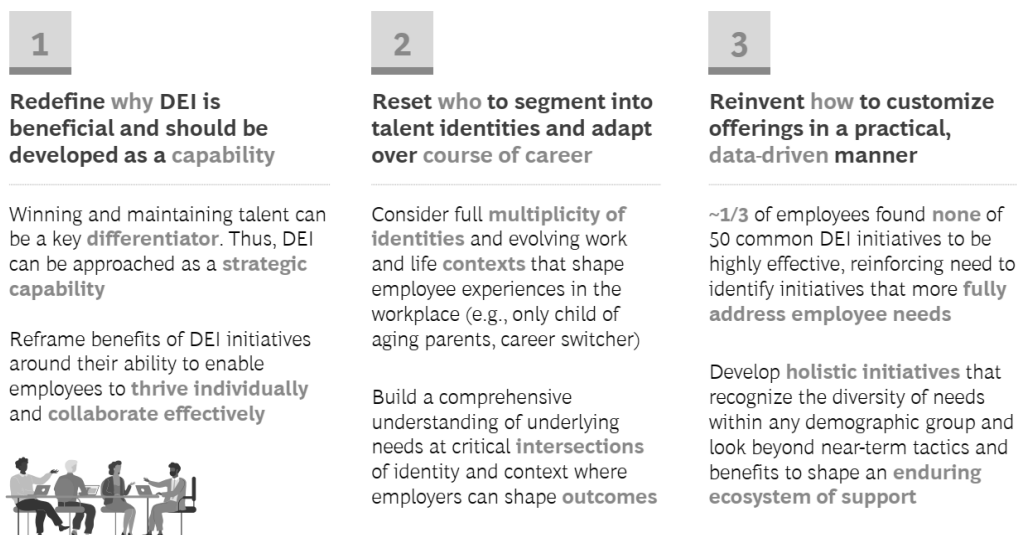 1
Redefine why DEI is
beneficial and should be
developed as a capability
Winning and maintaining talent can
be a key differentiator. Thus, DEI
can be approached as a strategic
capability
Reframe benefits of DEI initiatives
around their ability to enable
employees to thrive individually
and collaborate effectively
2
Reset who to segment into
talent identities and adapt
over course of career
Consider full multiplicity of
identities and evolving work
and life contexts that shape
employee experiences in the
workplace (e.g., only child of
aging parents, career switcher)
Build a comprehensive
understanding of underlying
needs at critical intersections
of identity and context where
employers can shape outcomes
3
Reinvent how to customize
offerings in a practical,
data-driven manner
~1/3 of employees found none of
50 common DEI initiatives to be
highly effective, reinforcing need to
identify initiatives that more fully
address employee needs
Develop holistic initiatives that
recognize the diversity of needs
within any demographic group and
look beyond near-term tactics and
benefits to shape an enduring
ecosystem of support